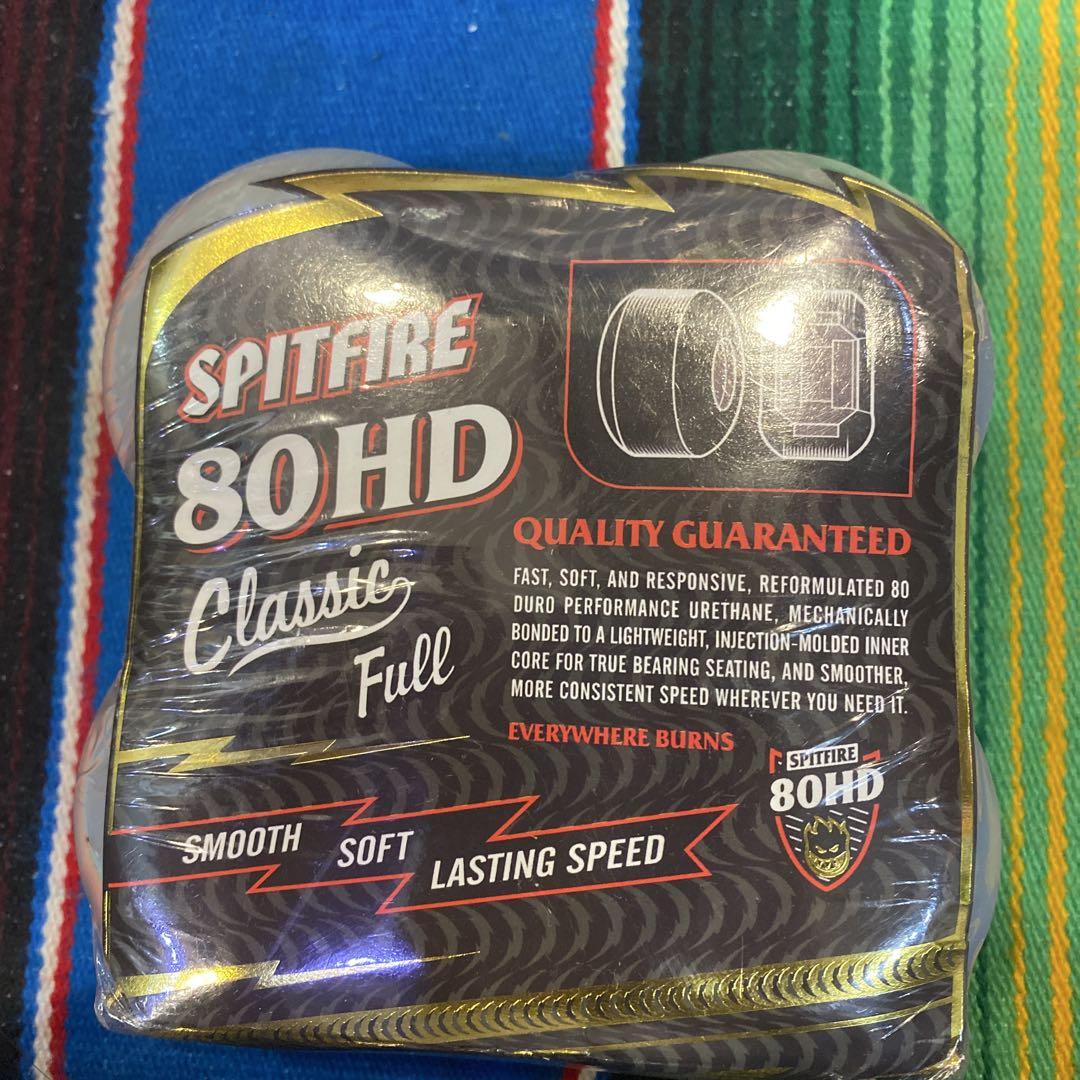 SPITFIRE
80HD
Classic
Full
QUALITY GUARANTEED
FAST, SOFT, AND RESPONSIVE, REFORMULATED 80
DURO PERFORMANCE URETHANE, MECHANICALLY
BONDED TO A LIGHTWEIGHT, INJECTION-MOLDED INNER
CORE FOR TRUE BEARING SEATING, AND SMOOTHER,
MORE CONSISTENT SPEED WHEREVER YOU NEED IT.
EVERYWHERE BURNS
SPITFIRE
80HD
SMOOTH SOFT LASTING SPEED